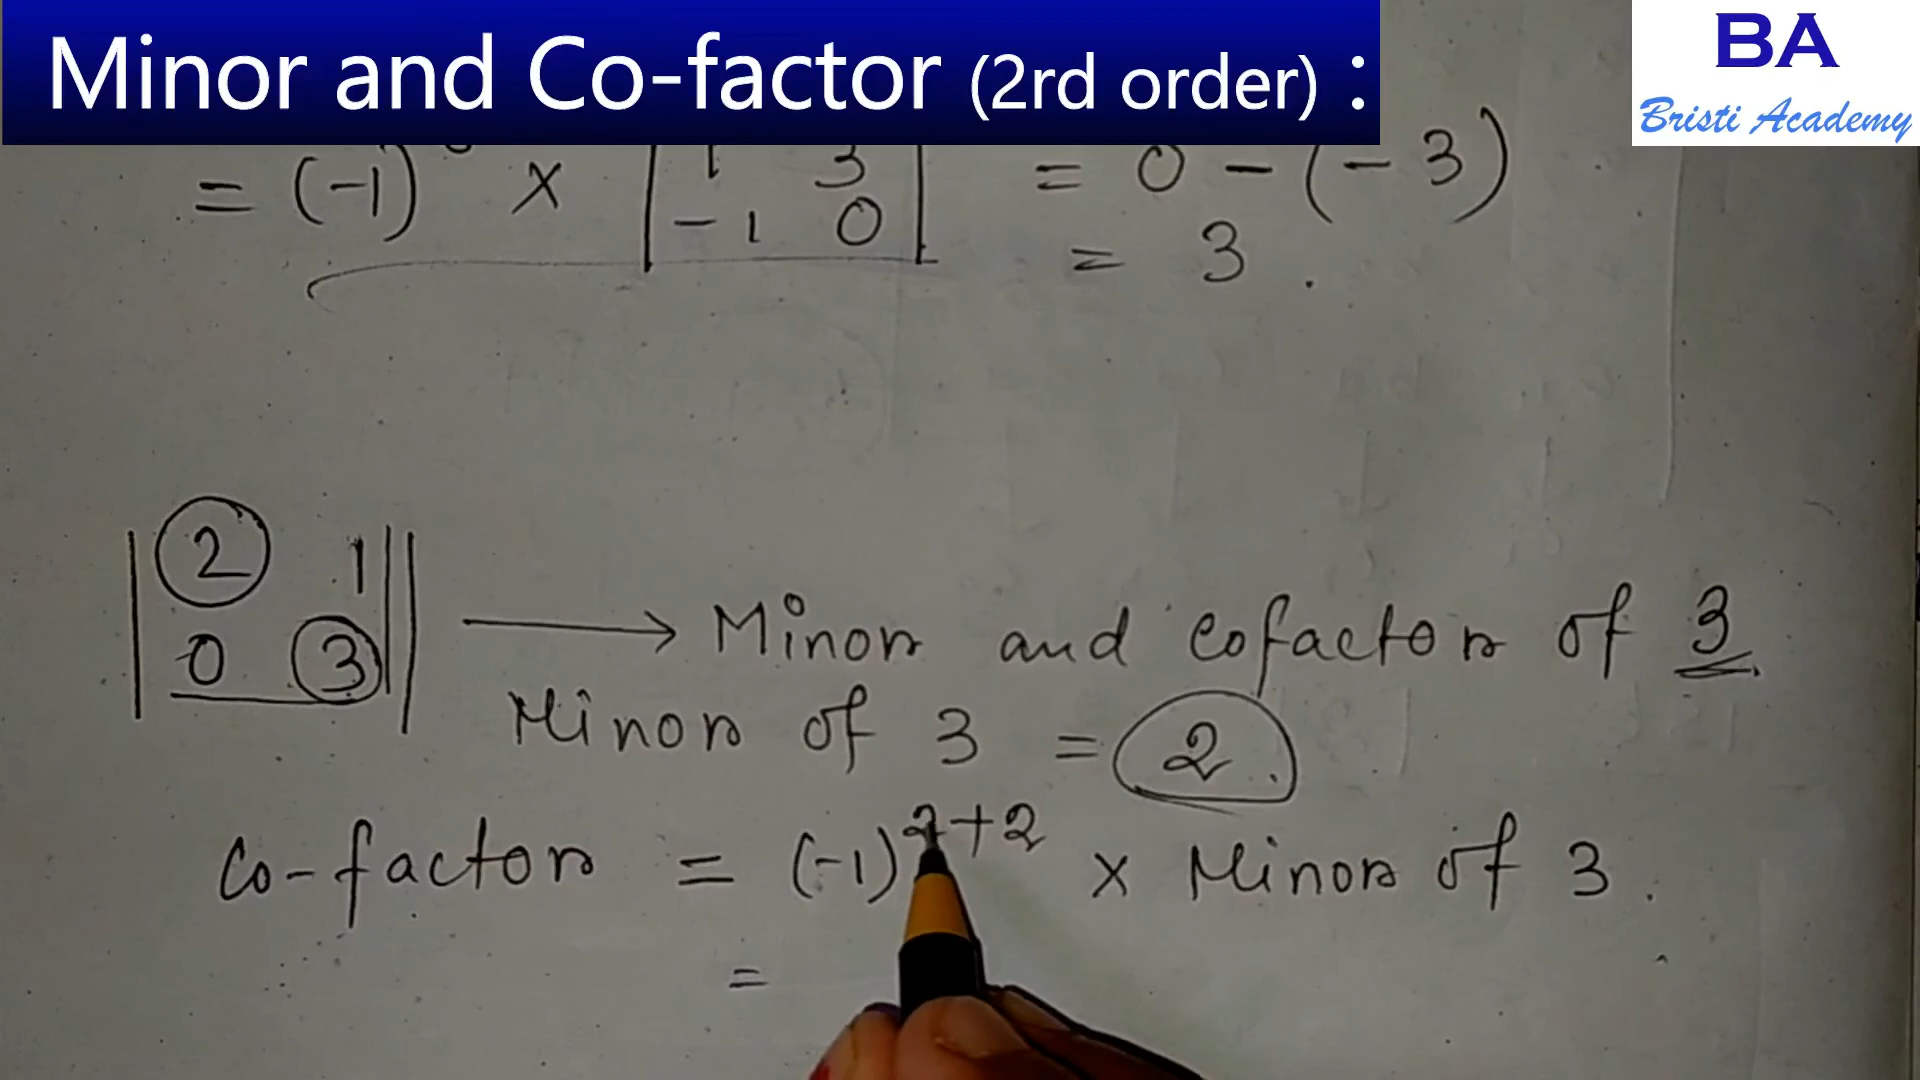 Minor and Co-factor (2rd order) :
BA
Bristi Academy
= (-1) × | 1 3 | = 0 - (-3)
| -1 0 | = 3 .
| 2 1 |
| 0 3 | → Minor and cofactor of 3.
Minor of 3 = 2.
Co-factor = (-1)^2+2 × Minor of 3 .
=